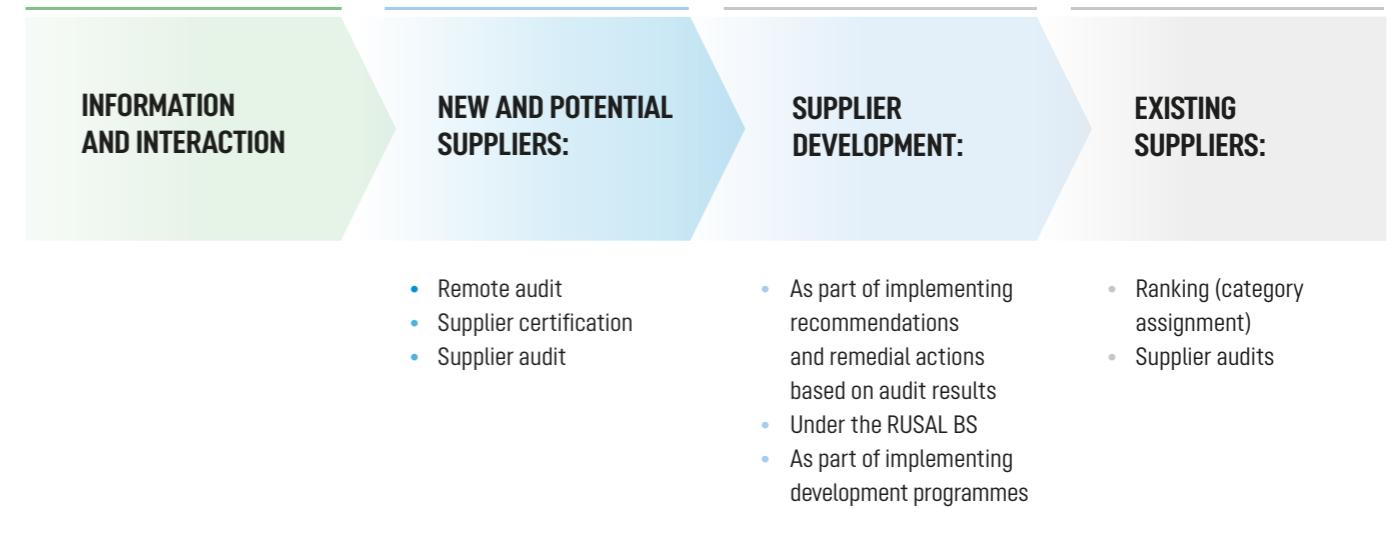 INFORMATION
AND INTERACTION
NEW AND POTENTIAL
SUPPLIERS:
• Remote audit
• Supplier certification
• Supplier audit
SUPPLIER
DEVELOPMENT:
• As part of implementing
recommendations
and remedial actions
based on audit results
• Under the RUSAL BS
• As part of implementing
development programmes
EXISTING
SUPPLIERS:
• Ranking (category
assignment)
• Supplier audits